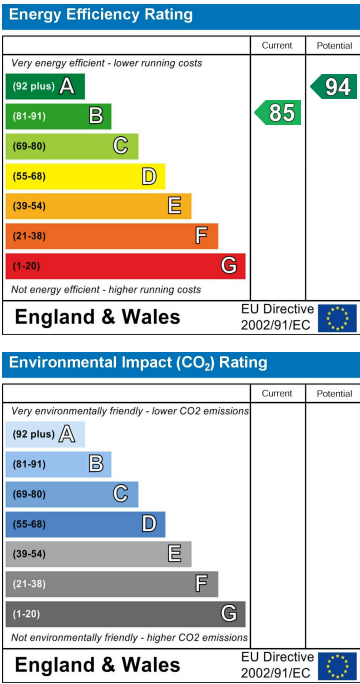 Energy Efficiency Rating
Current Potential
Very energy efficient - lower running costs
(92 plus) A
94
(81-91) B
85
(69-80) C
(55-68) D
(39-54) E
(21-38) F
(1-20) G
Not energy efficient - higher running costs
England & Wales
EU Directive
2002/91/EC
Environmental Impact (CO₂) Rating
Current Potential
Very environmentally friendly - lower CO2 emissions
(92 plus) A
(81-91) B
(69-80) C
(55-68) D
(39-54) E
(21-38) F
(1-20) G
Not environmentally friendly - higher CO2 emissions
England & Wales
EU Directive
2002/91/EC